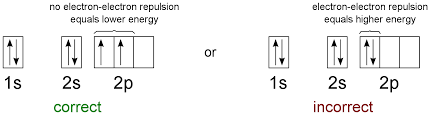 no electron-electron repulsion
equals lower energy
electron-electron repulsion
equals higher energy
or
1s 2s 2p
1s 2s 2p
correct
incorrect